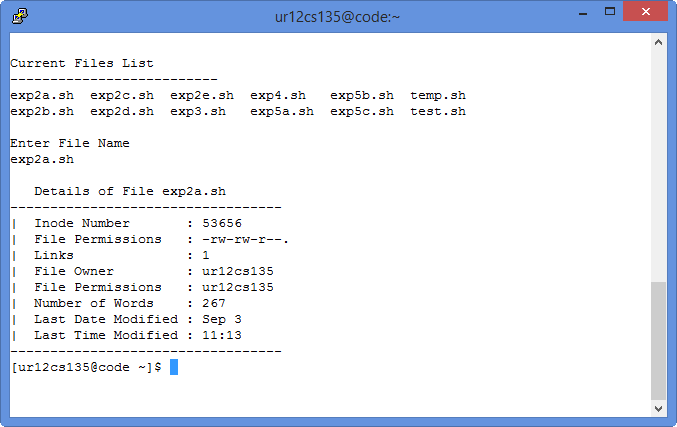 ur12cs135@code:~
Current Files List
--------------------------
exp2a.sh  exp2c.sh  exp2e.sh  exp4.sh   exp5b.sh  temp.sh
exp2b.sh  exp2d.sh  exp3.sh   exp5a.sh  exp5c.sh  test.sh
Enter File Name
exp2a.sh
   Details of File exp2a.sh
----------------------------------
|  Inode Number       : 53656
|  File Permissions   : -rw-rw-r--.
|  Links              : 1
|  File Owner         : ur12cs135
|  File Permissions   : ur12cs135
|  Number of Words    : 267
|  Last Date Modified : Sep 3
|  Last Time Modified : 11:13
----------------------------------
[ur12cs135@code ~]$